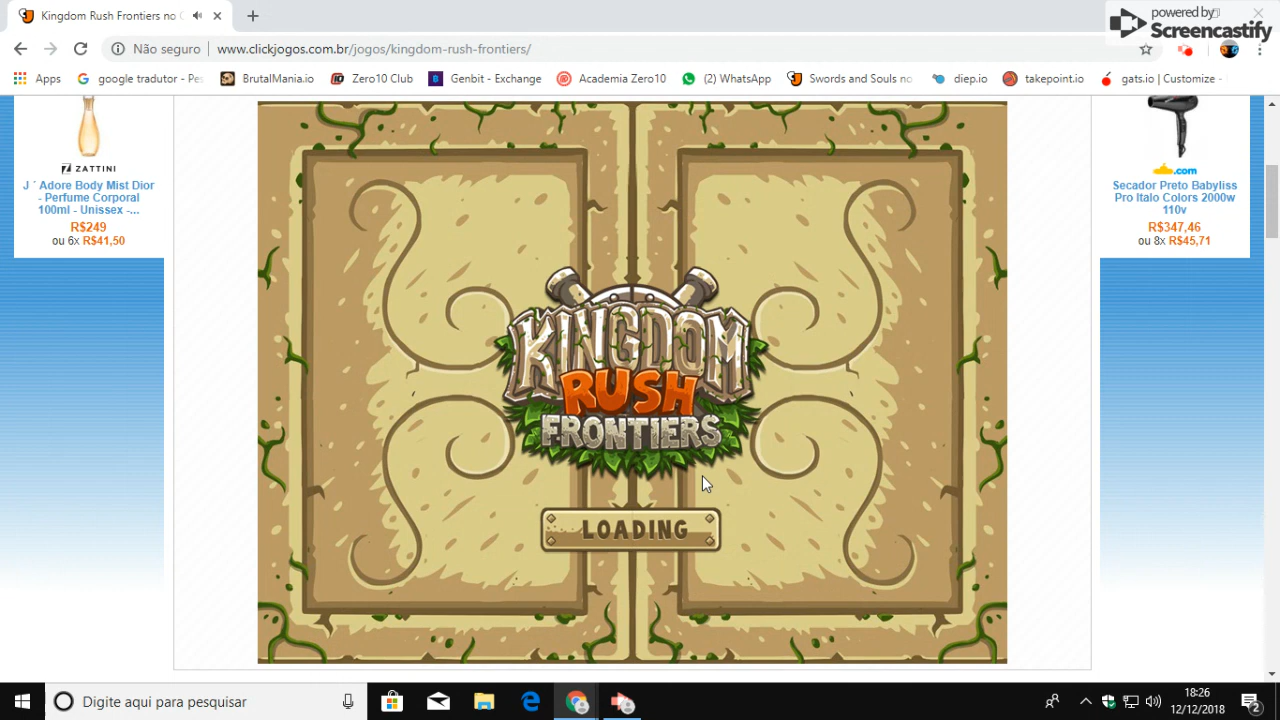 Kingdom Rush Frontiers no C
powered by
Screencastify
Não seguro
www.clickjogos.com.br/jogos/kingdom-rush-frontiers/
Apps
google tradutor - Pes
BrutalMania.io
Zero10 Club
Genbit - Exchange
Academia Zero10
(2) WhatsApp
Swords and Souls no
diep.io
takepoint.io
gats.io | Customize -
ZATTINI
J ´ Adore Body Mist Dior
- Perfume Corporal
100ml - Unissex -...
R$249
ou 6x R$41,50
KINGDOM
RUSH
FRONTIERS
LOADING
.com
Secador Preto Babyliss
Pro Italo Colors 2000w
110v
R$347,46
ou 8x R$45,71
Digite aqui para pesquisar
18:26
12/12/2018
2